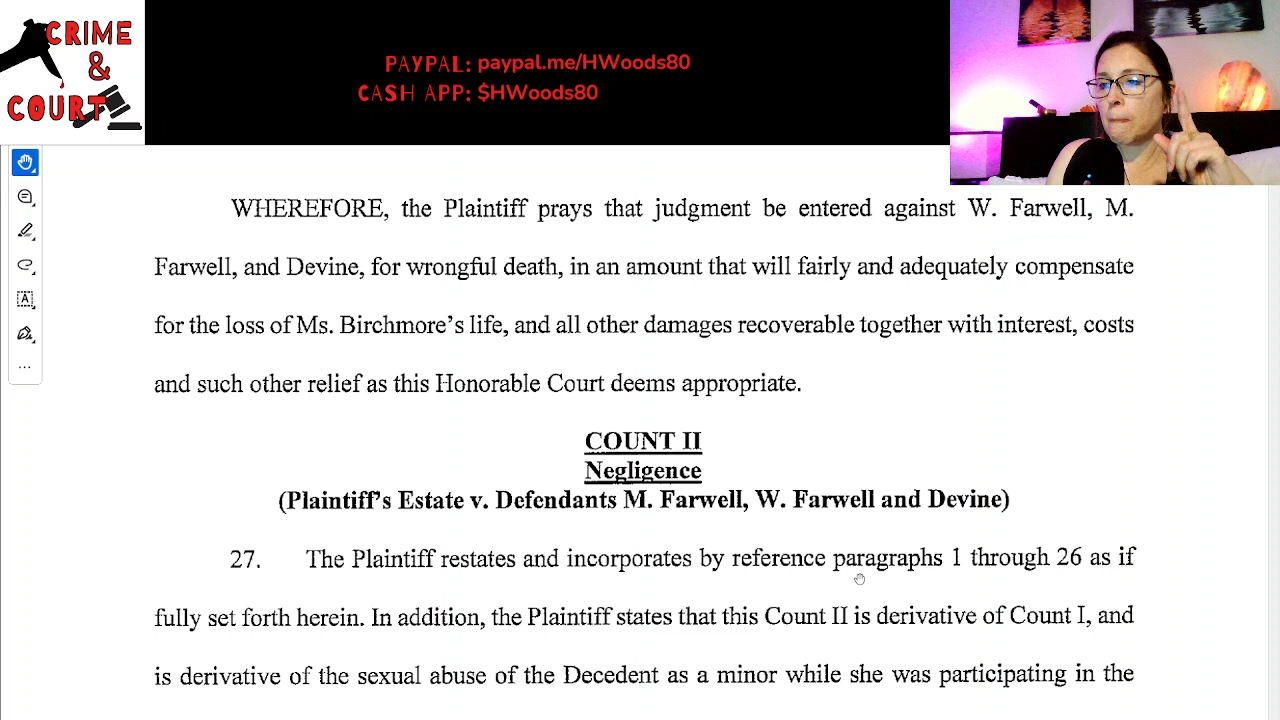 CRIME
&
COURT
PAYPAL: paypal.me/HWoods80
CASH APP: $HWoods80
WHEREFORE, the Plaintiff prays that judgment be entered against W. Farwell, M.
Farwell, and Devine, for wrongful death, in an amount that will fairly and adequately compensate
for the loss of Ms. Birchmore's life, and all other damages recoverable together with interest, costs
and such other relief as this Honorable Court deems appropriate.
COUNT II
Negligence
(Plaintiff's Estate v. Defendants M. Farwell, W. Farwell and Devine)
27. The Plaintiff restates and incorporates by reference paragraphs 1 through 26 as if
fully set forth herein. In addition, the Plaintiff states that this Count II is derivative of Count I, and
is derivative of the sexual abuse of the Decedent as a minor while she was participating in the